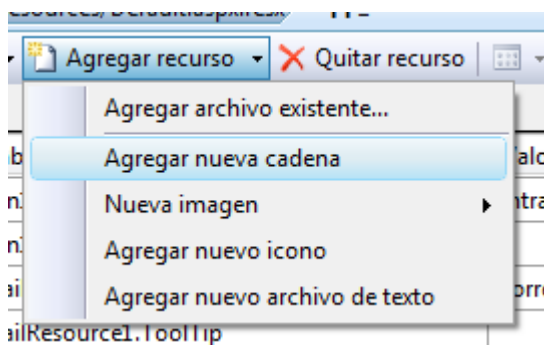 Agregar recurso Quitar recurso
Agregar archivo existente...
Agregar nueva cadena
Nueva imagen
Agregar nuevo icono
Agregar nuevo archivo de texto
ailResource1.ToolTip